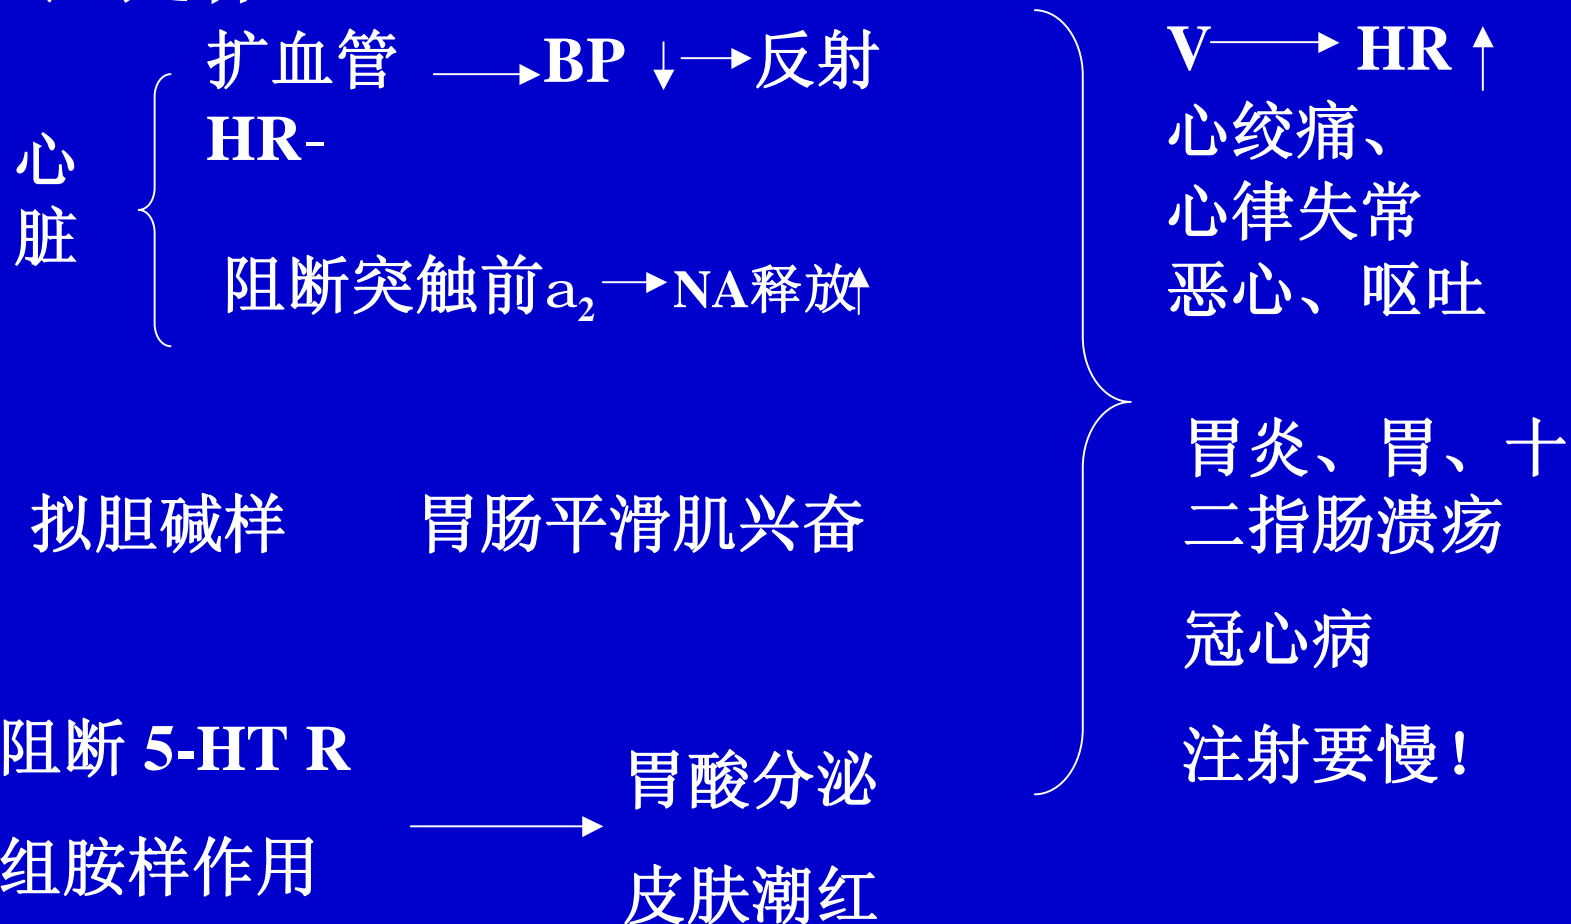 扩血管 → BP ↓ → 反射
HR-
心
脏
阻断突触前a₂ → NA释放↑
拟胆碱样 胃肠平滑肌兴奋
阻断 5-HT R
组胺样作用 →
胃酸分泌
皮肤潮红
V → HR ↑
心绞痛、
心律失常
恶心、呕吐
胃炎、胃、十
二指肠溃疡
冠心病
注射要慢！